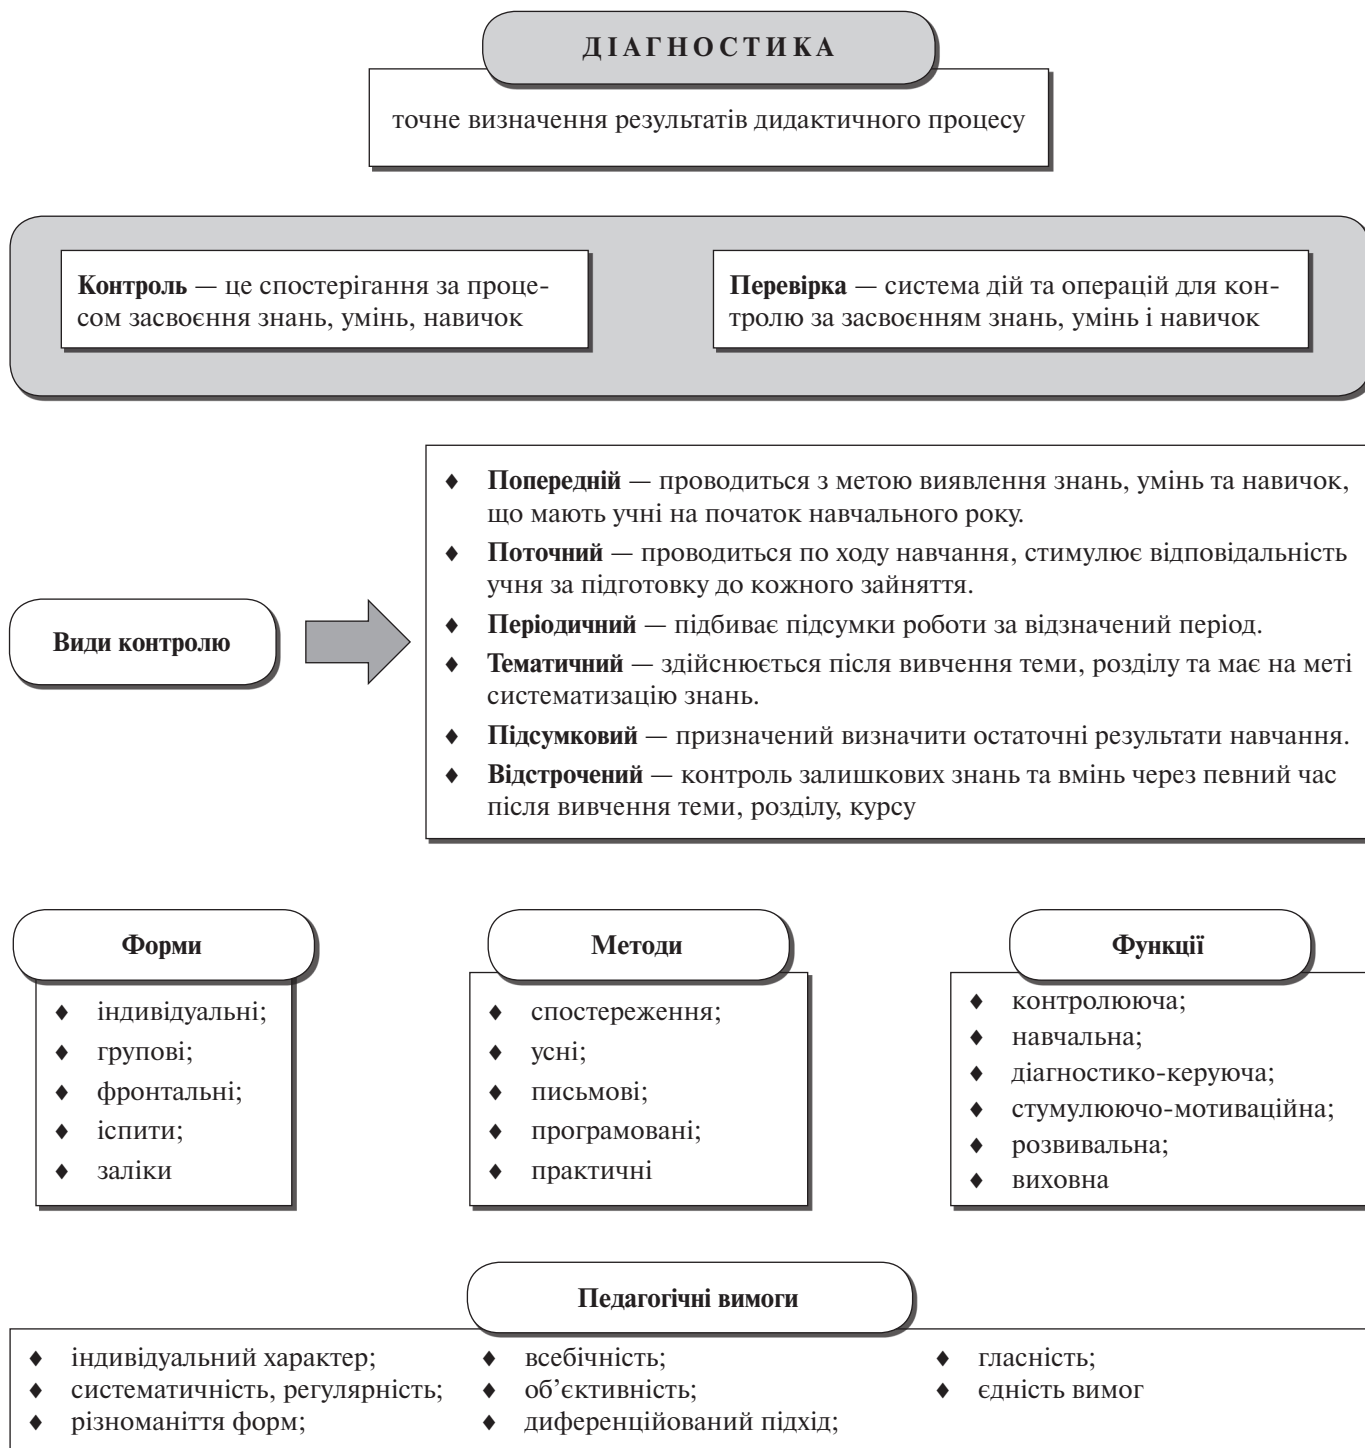 ДІАГНОСТИКА
точне визначення результатів дидактичного процесу
Контроль — це спостерігання за проце-
сом засвоєння знань, умінь, навичок
Перевірка — система дій та операцій для кон-
тролю за засвоєнням знань, умінь і навичок
Види контролю
♦ Попередній — проводиться з метою виявлення знань, умінь та навичок,
що мають учні на початок навчального року.
♦ Поточний — проводиться по ходу навчання, стимулює відповідальність
учня за підготовку до кожного зайняття.
♦ Періодичний — підбиває підсумки роботи за відзначений період.
♦ Тематичний — здійснюється після вивчення теми, розділу та має на меті
систематизацію знань.
♦ Підсумковий — призначений визначити остаточні результати навчання.
♦ Відстрочений — контроль залишкових знань та вмінь через певний час
після вивчення теми, розділу, курсу
Форми
♦ індивідуальні;
♦ групові;
♦ фронтальні;
♦ іспити;
♦ заліки
Методи
♦ спостереження;
♦ усні;
♦ письмові;
♦ програмовані;
♦ практичні
Функції
♦ контролююча;
♦ навчальна;
♦ діагностико-керуюча;
♦ стумулюючо-мотиваційна;
♦ розвивальна;
♦ виховна
Педагогічні вимоги
♦ індивідуальний характер;
♦ систематичність, регулярність;
♦ різноманіття форм;
♦ всебічність;
♦ об’єктивність;
♦ диференційований підхід;
♦ гласність;
♦ єдність вимог